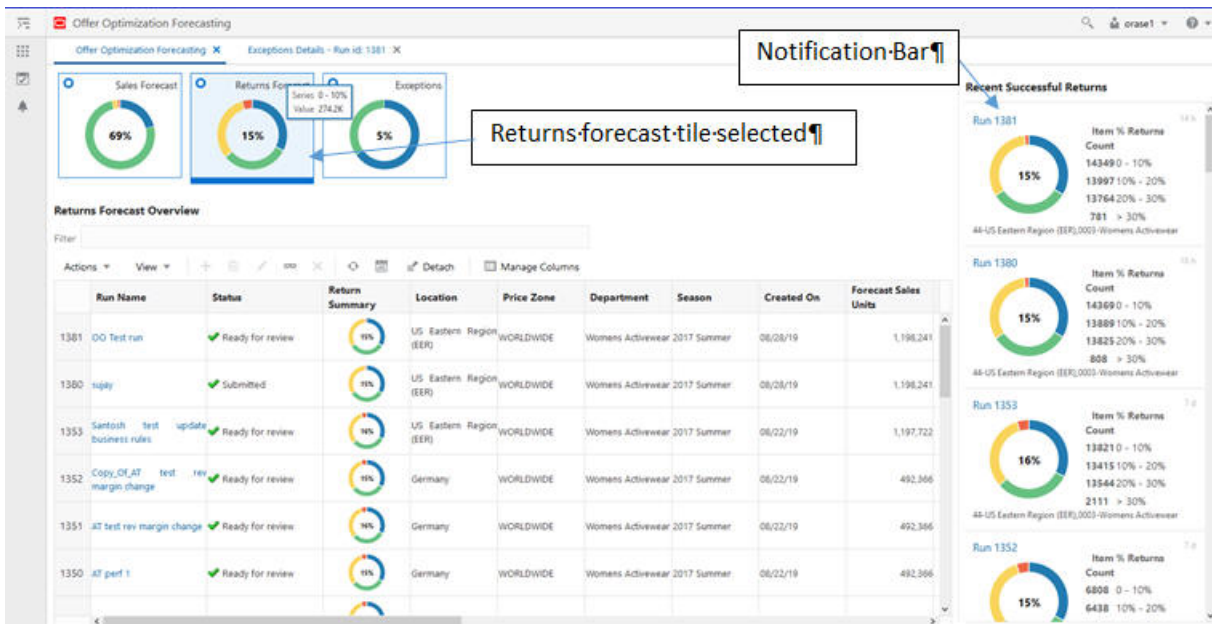 Offer Optimization Forecasting
orase1
Offer Optimization Forecasting X
Exceptions Details - Run id: 1381 X
Notification·Bar¶
Sales Forecast
69%
Returns Forecast
15%
Series 0 - 10%
Value 274.2K
Exceptions
5%
Returns·forecast·tile·selected¶
Returns Forecast Overview
Filter
Actions View Detach Manage Columns
Run Name Status Return Summary Location Price Zone Department Season Created On Forecast Sales Units
1381 OO Test run Ready for review 15% US Eastern Region (EER) WORLDWIDE Womens Activewear 2017 Summer 08/28/19 1,198,241
1380 sujay Submitted 15% US Eastern Region (EER) WORLDWIDE Womens Activewear 2017 Summer 08/28/19 1,198,241
1353 Santosh test update business rules Ready for review 16% US Eastern Region (EER) WORLDWIDE Womens Activewear 2017 Summer 08/22/19 1,197,722
1352 Copy_Of_AT test rev margin change Ready for review 15% Germany WORLDWIDE Womens Activewear 2017 Summer 08/22/19 492,366
1351 AT test rev margin change Ready for review 16% Germany WORLDWIDE Womens Activewear 2017 Summer 08/22/19 492,366
1350 AT perf 1 Ready for review 15% Germany WORLDWIDE Womens Activewear 2017 Summer 08/22/19 492,366
Recent Successful Returns
Run 1381
15%
Item % Returns
Count
14349 0 - 10%
13997 10% - 20%
13764 20% - 30%
781 > 30%
44-US Eastern Region (EER),0003-Womens Activewear
Run 1380
15%
Item % Returns
Count
14369 0 - 10%
13889 10% - 20%
13825 20% - 30%
808 > 30%
44-US Eastern Region (EER),0003-Womens Activewear
Run 1353
7 d
16%
Item % Returns
Count
13821 0 - 10%
13415 10% - 20%
13544 20% - 30%
2111 > 30%
44-US Eastern Region (EER),0003-Womens Activewear
Run 1352
7 d
15%
Item % Returns
Count
6808 0 - 10%
6438 10% - 20%